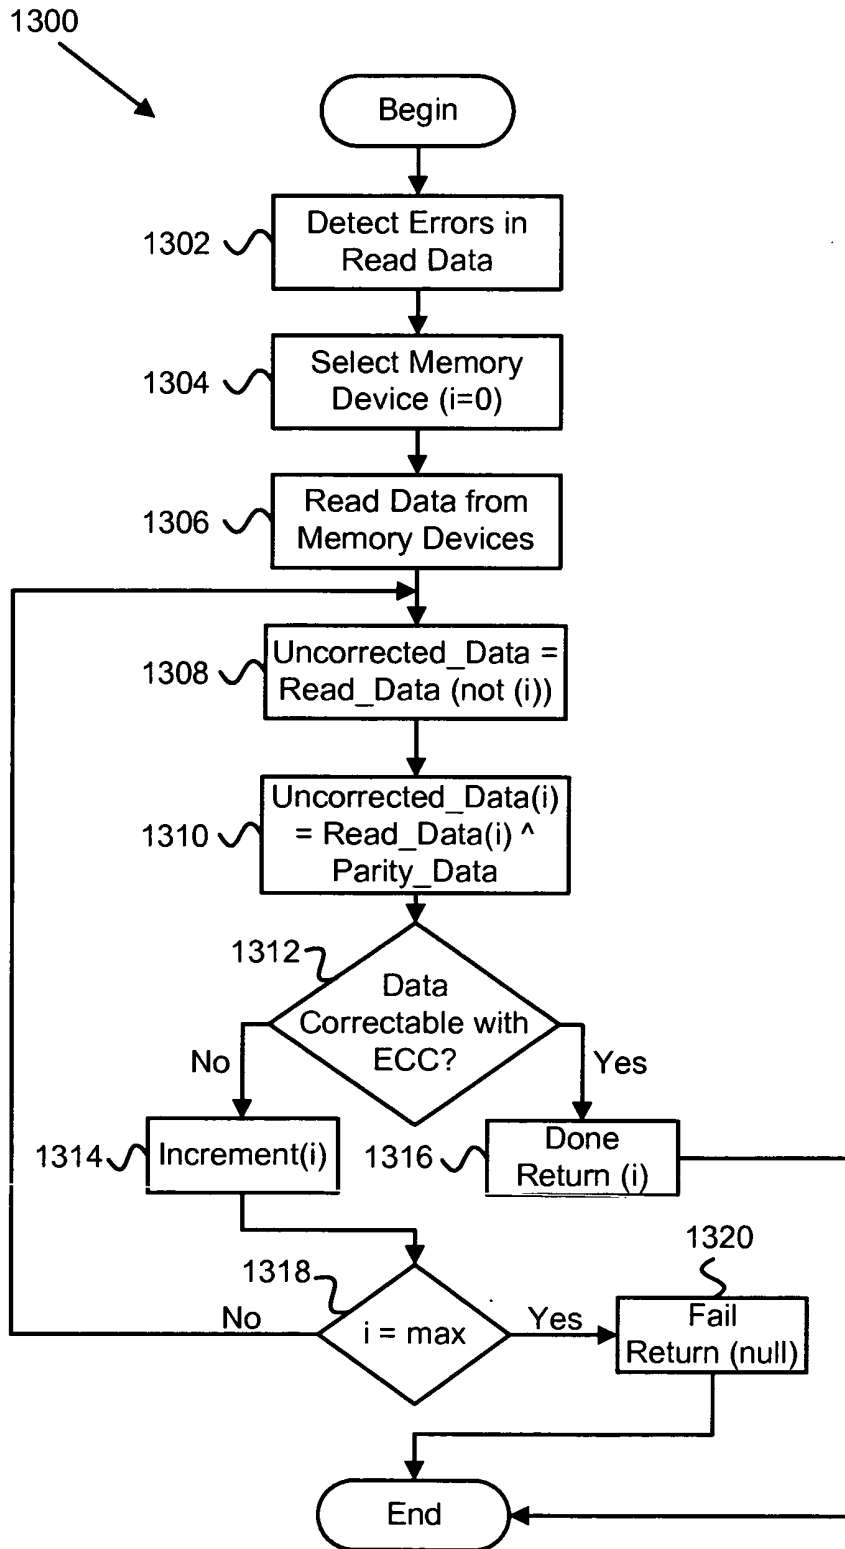 1300
Begin
1302
Detect Errors in
Read Data
1304
Select Memory
Device (i=0)
1306
Read Data from
Memory Devices
1308
Uncorrected_Data =
Read_Data (not (i))
1310
Uncorrected_Data(i)
= Read_Data(i) ^
Parity_Data
1312
Data
Correctable with
ECC?
No
Yes
1314
Increment(i)
1316
Done
Return (i)
1318
i = max
No
Yes
1320
Fail
Return (null)
End